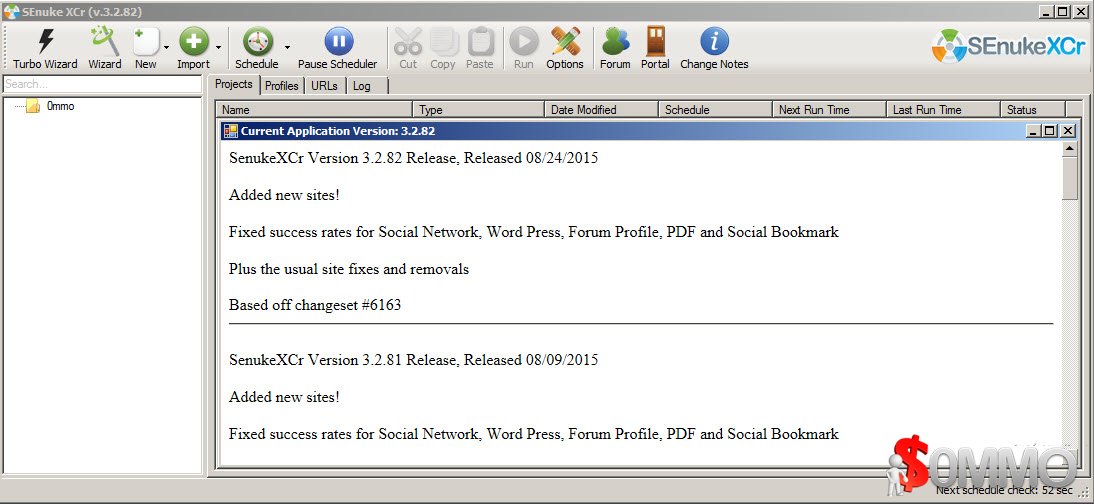 SEnuke XCr (v.3.2.82)
Turbo Wizard Wizard New Import Schedule Pause Scheduler Cut Copy Paste Run Options Forum Portal Change Notes
SEnukeXCr
Search...
Projects Profiles URLs Log
0mmo
Name Type Date Modified Schedule Next Run Time Last Run Time Status
Current Application Version: 3.2.82
SenukeXCr Version 3.2.82 Release, Released 08/24/2015
Added new sites!
Fixed success rates for Social Network, Word Press, Forum Profile, PDF and Social Bookmark
Plus the usual site fixes and removals
Based off changeset #6163
SenukeXCr Version 3.2.81 Release, Released 08/09/2015
Added new sites!
Fixed success rates for Social Network, Word Press, Forum Profile, PDF and Social Bookmark
$0MMO
Next schedule check: 52 sec